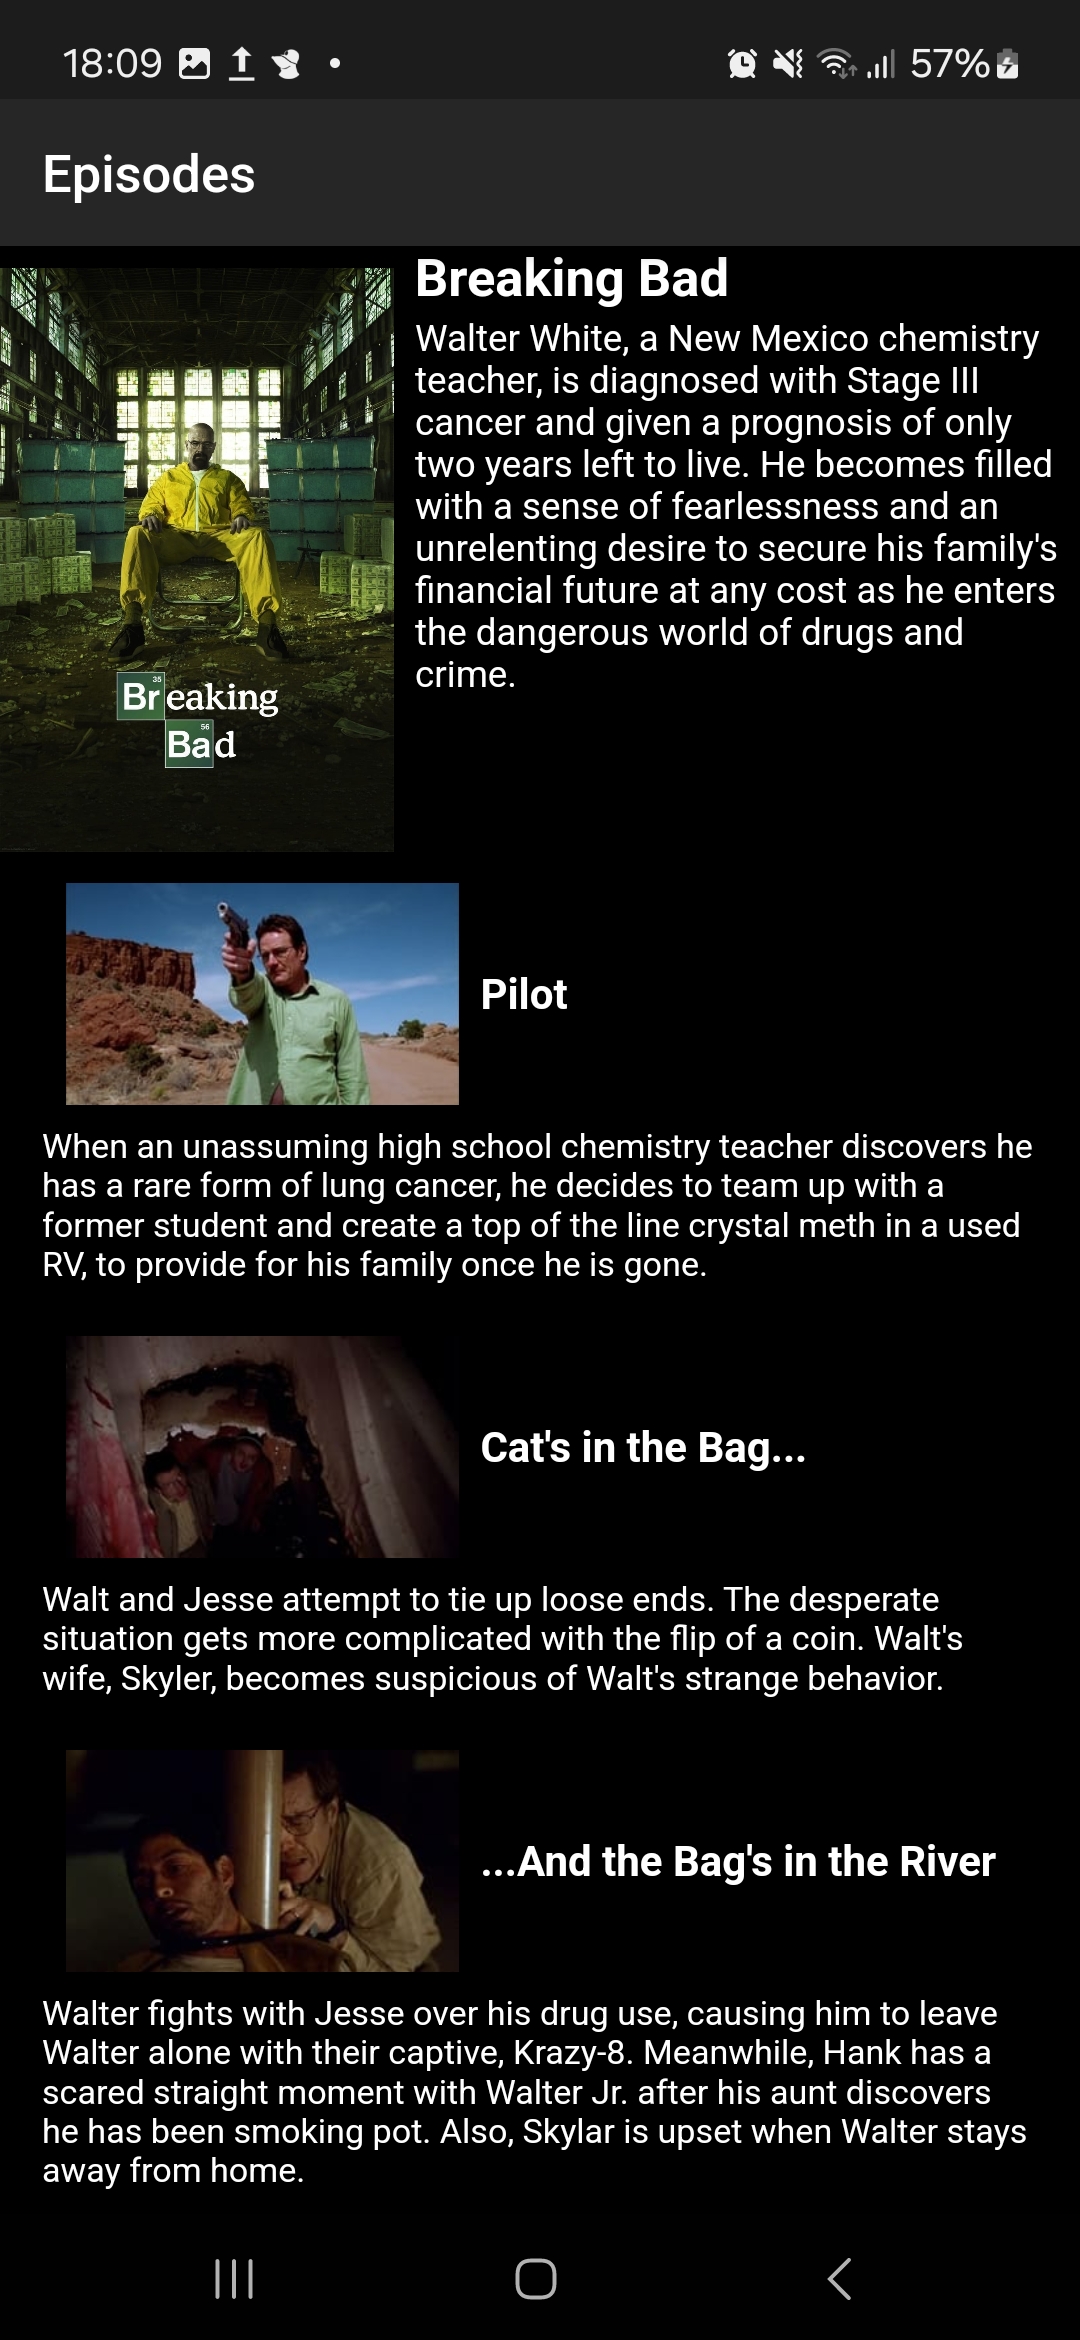 18:09
57%
Episodes
Breaking Bad
Walter White, a New Mexico chemistry
teacher, is diagnosed with Stage III
cancer and given a prognosis of only
two years left to live. He becomes filled
with a sense of fearlessness and an
unrelenting desire to secure his family's
financial future at any cost as he enters
the dangerous world of drugs and
crime.
35
Breaking
56
Bad
Pilot
When an unassuming high school chemistry teacher discovers he
has a rare form of lung cancer, he decides to team up with a
former student and create a top of the line crystal meth in a used
RV, to provide for his family once he is gone.
Cat's in the Bag...
Walt and Jesse attempt to tie up loose ends. The desperate
situation gets more complicated with the flip of a coin. Walt's
wife, Skyler, becomes suspicious of Walt's strange behavior.
...And the Bag's in the River
Walter fights with Jesse over his drug use, causing him to leave
Walter alone with their captive, Krazy-8. Meanwhile, Hank has a
scared straight moment with Walter Jr. after his aunt discovers
he has been smoking pot. Also, Skylar is upset when Walter stays
away from home.